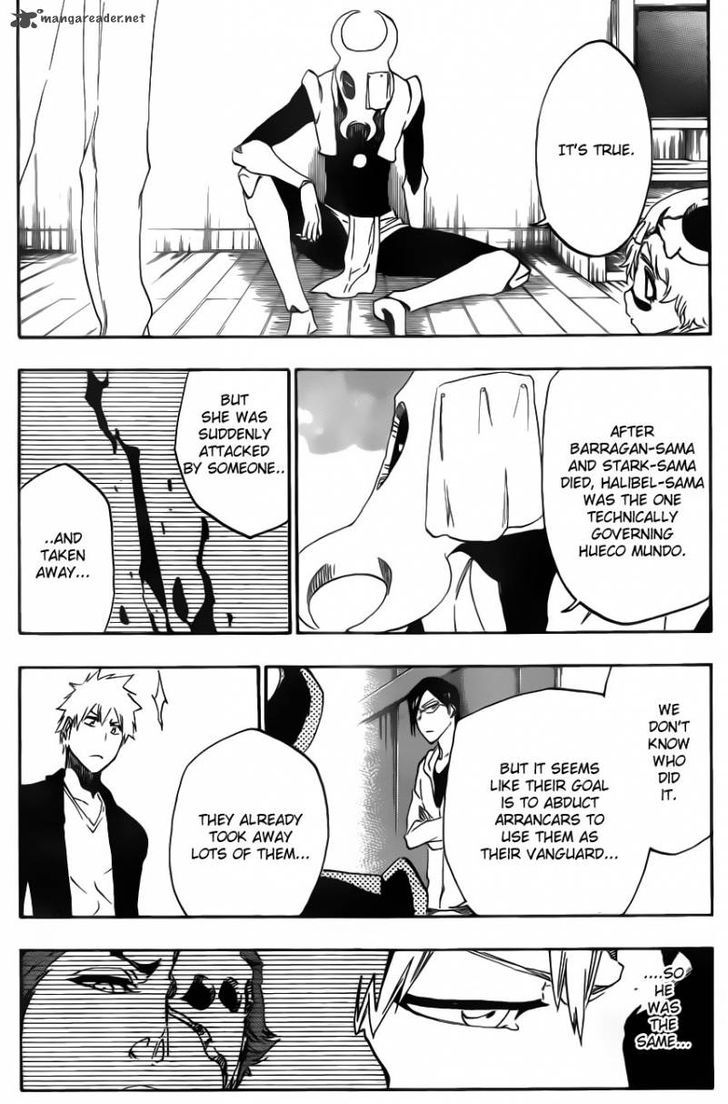 mangareader.net
IT'S TRUE.
AFTER
BARRAGAN-SAMA
AND STARK-SAMA
DIED, HALIBEL-SAMA
WAS THE ONE
TECHNICALLY
GOVERNING
HUECO MUNDO.
BUT
SHE WAS
SUDDENLY
ATTACKED
BY SOMEONE..
..AND
TAKEN
AWAY...
WE
DON'T
KNOW
WHO
DID
IT.
BUT IT SEEMS
LIKE THEIR GOAL
IS TO ABDUCT
ARRANCARS TO
USE THEM AS
THEIR VANGUARD...
THEY ALREADY
TOOK AWAY
LOTS OF THEM...
....SO
HE
WAS
THE
SAME...